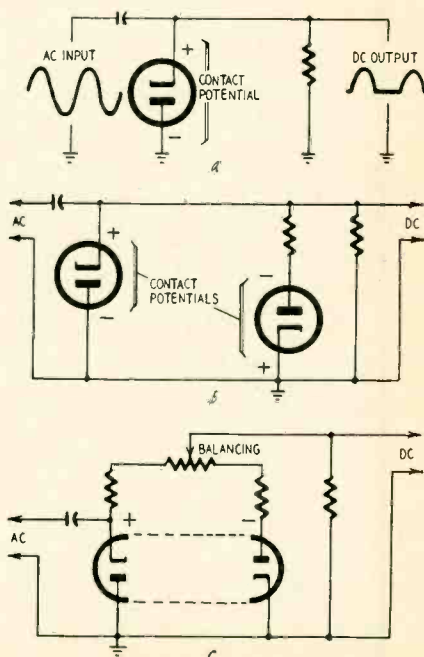 AC INPUT
+
CONTACT
POTENTIAL
-
DC OUTPUT
a
AC
+
-
CONTACT
POTENTIALS
-
+
DC
b
BALANCING
DC
AC
+
-
c